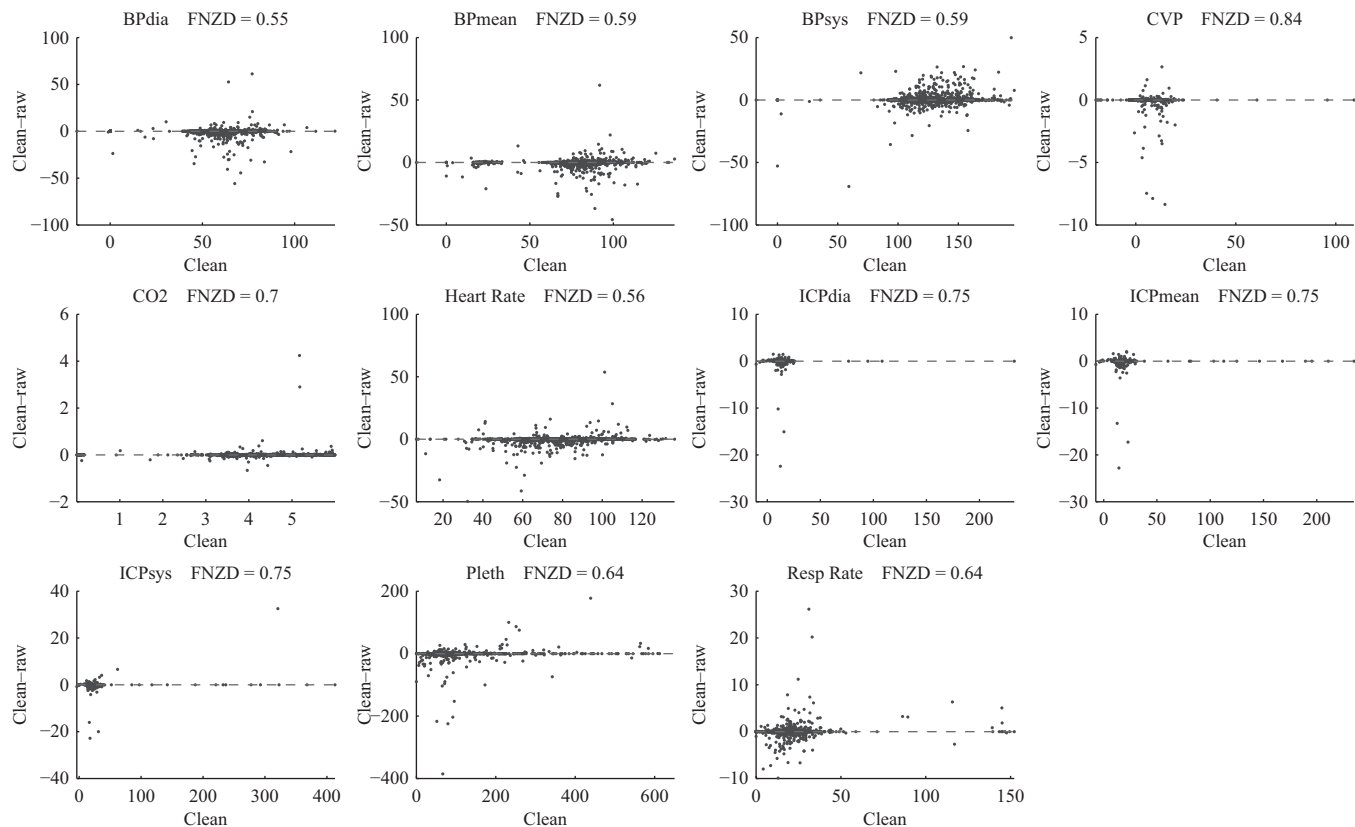 BPdia FNZD = 0.55
100
50
0
−50
−100
Clean–raw
0 50 100
Clean
BPmean FNZD = 0.59
100
50
0
−50
Clean–raw
0 50 100
Clean
BPsys FNZD = 0.59
50
0
−50
−100
Clean–raw
0 50 100 150
Clean
CVP FNZD = 0.84
5
0
−5
−10
Clean–raw
0 50 100
Clean
CO2 FNZD = 0.7
6
4
2
0
−2
Clean–raw
1 2 3 4 5
Clean
Heart Rate FNZD = 0.56
100
50
0
−50
Clean–raw
20 40 60 80 100 120
Clean
ICPdia FNZD = 0.75
10
0
−10
−20
−30
Clean–raw
0 50 100 150 200
Clean
ICPmean FNZD = 0.75
10
0
−10
−20
−30
Clean–raw
0 50 100 150 200
Clean
ICPsys FNZD = 0.75
40
20
0
−20
−40
Clean–raw
0 100 200 300 400
Clean
Pleth FNZD = 0.64
200
0
−200
−400
Clean–raw
0 200 400 600
Clean
Resp Rate FNZD = 0.64
30
20
10
0
−10
Clean–raw
0 50 100 150
Clean